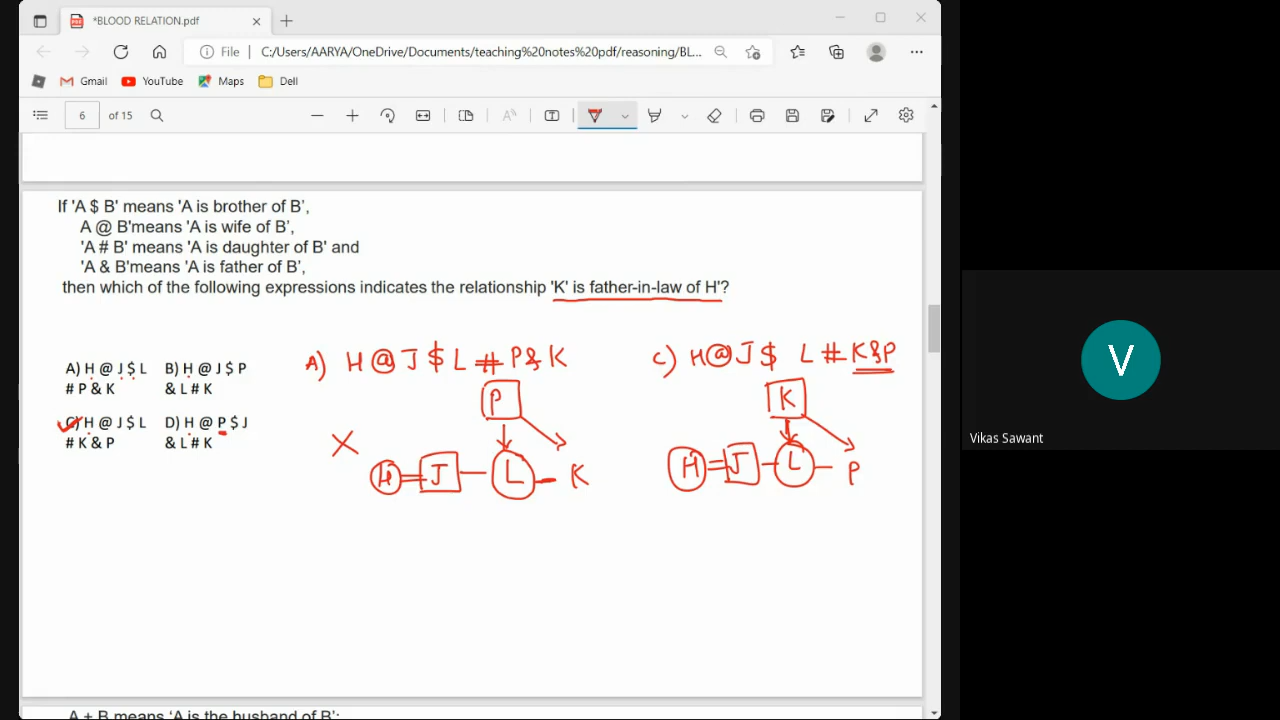 *BLOOD RELATION.pdf
File C:/Users/AARYA/OneDrive/Documents/teaching%20notes%20pdf/reasoning/BL...
Gmail YouTube Maps Dell
6 of 15
If 'A $ B' means 'A is brother of B',
A @ B'means 'A is wife of B',
'A # B' means 'A is daughter of B' and
'A & B'means 'A is father of B',
then which of the following expressions indicates the relationship 'K' is father-in-law of H'?
A) H @ J $ L # P & K
C) H @ J $ L # K & P
A) H @ J $ L B) H @ J $ P
# P & K & L # K
C) H @ J $ L D) H @ P $ J
# K & P & L # K
P
H J L K
K
H J L P
V
Vikas Sawant
A + B means 'A is the husband of B';